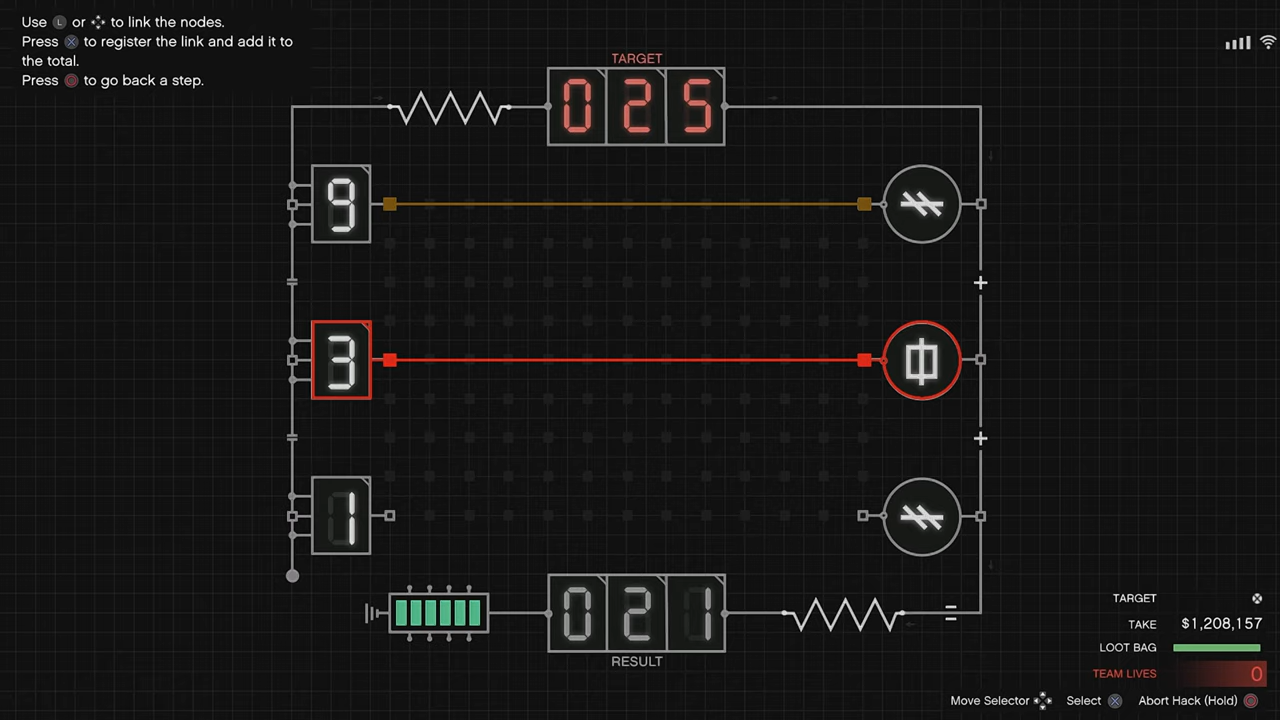 Use L or to link the nodes.
Press X to register the link and add it to
the total.
Press to go back a step.
TARGET
025
9
3
1
+
+
=
021
RESULT
TARGET
TAKE $1,208,157
LOOT BAG
TEAM LIVES 0
Move Selector Select Abort Hack (Hold)